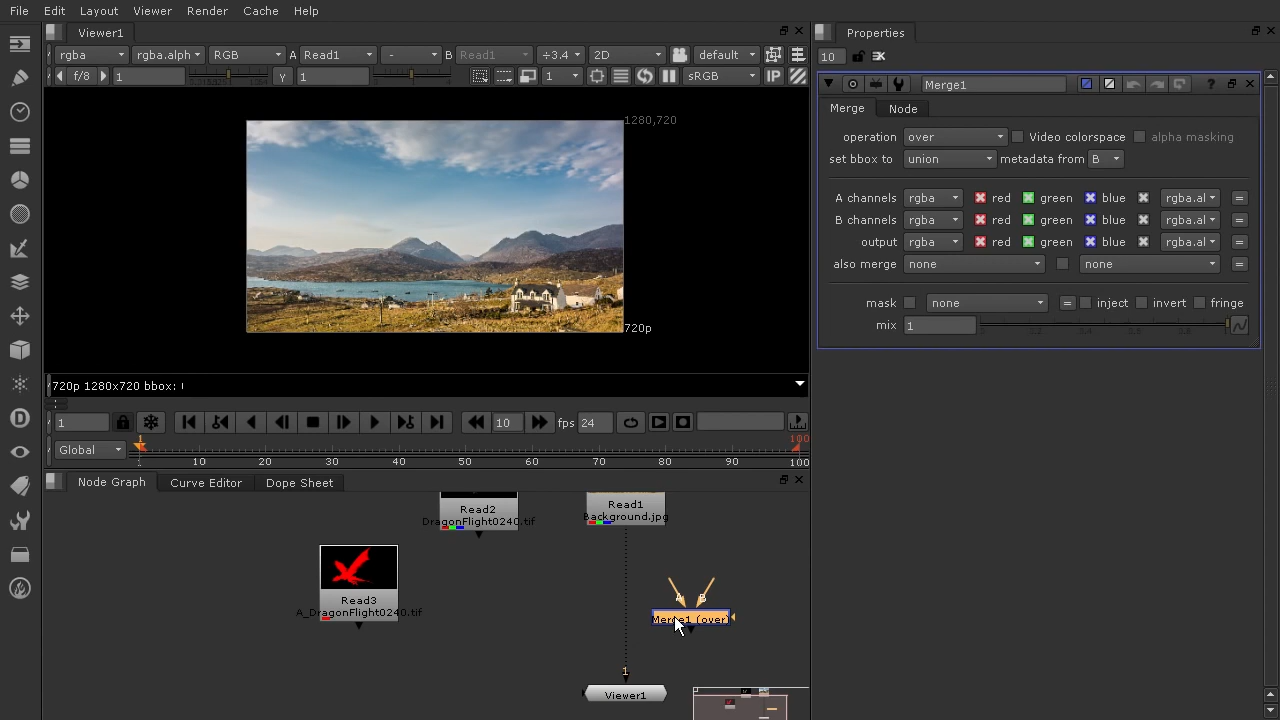 File Edit Layout Viewer Render Cache Help
Viewer1
rgba rgba.alph RGB A Read1 - B Read1 ÷3.4 2D default
f/8 1 Y 1 1 sRGB IP
1280,720
720p
720p 1280x720 bbox:
1 10 fps 24
Global 1 10 20 30 40 50 60 70 80 90 100 100
Node Graph Curve Editor Dope Sheet
Read2
DragonFlight0240.tif
Read1
Background.jpg
Read3
A_DragonFlight0240.tif
A B
Merge1 (over)
1
Viewer1
Properties
10
Merge1 ?
Merge Node
operation over Video colorspace alpha masking
set bbox to union metadata from B
A channels rgba red green blue rgba.al =
B channels rgba red green blue rgba.al =
output rgba red green blue rgba.al =
also merge none none =
mask none = inject invert fringe
mix 1